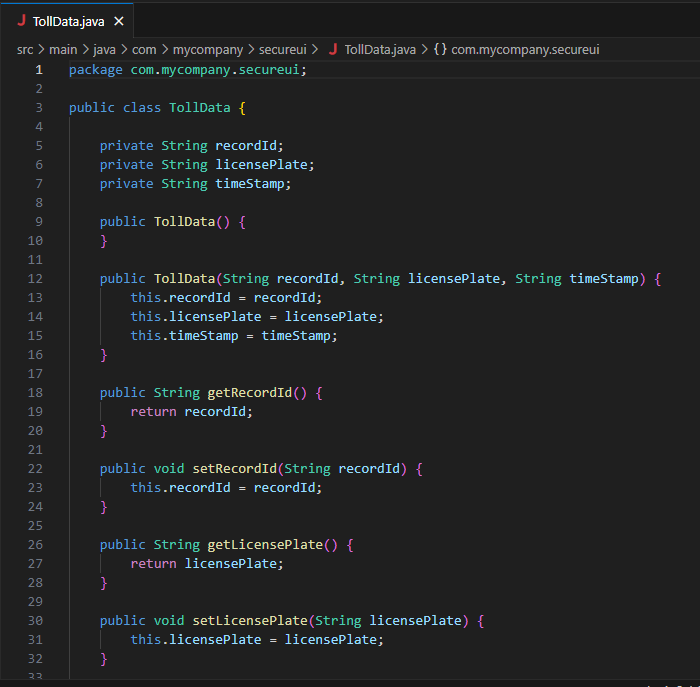 TollData.java
src > main > java > com > mycompany > secureui > J TollData.java > {} com.mycompany.secureui
1 package com.mycompany.secureui;
2
3 public class TollData {
4
5 private String recordId;
6 private String licensePlate;
7 private String timeStamp;
8
9 public TollData() {
10 }
11
12 public TollData(String recordId, String licensePlate, String timeStamp) {
13 this.recordId = recordId;
14 this.licensePlate = licensePlate;
15 this.timeStamp = timeStamp;
16 }
17
18 public String getRecordId() {
19 return recordId;
20 }
21
22 public void setRecordId(String recordId) {
23 this.recordId = recordId;
24 }
25
26 public String getLicensePlate() {
27 return licensePlate;
28 }
29
30 public void setLicensePlate(String licensePlate) {
31 this.licensePlate = licensePlate;
32 }
33